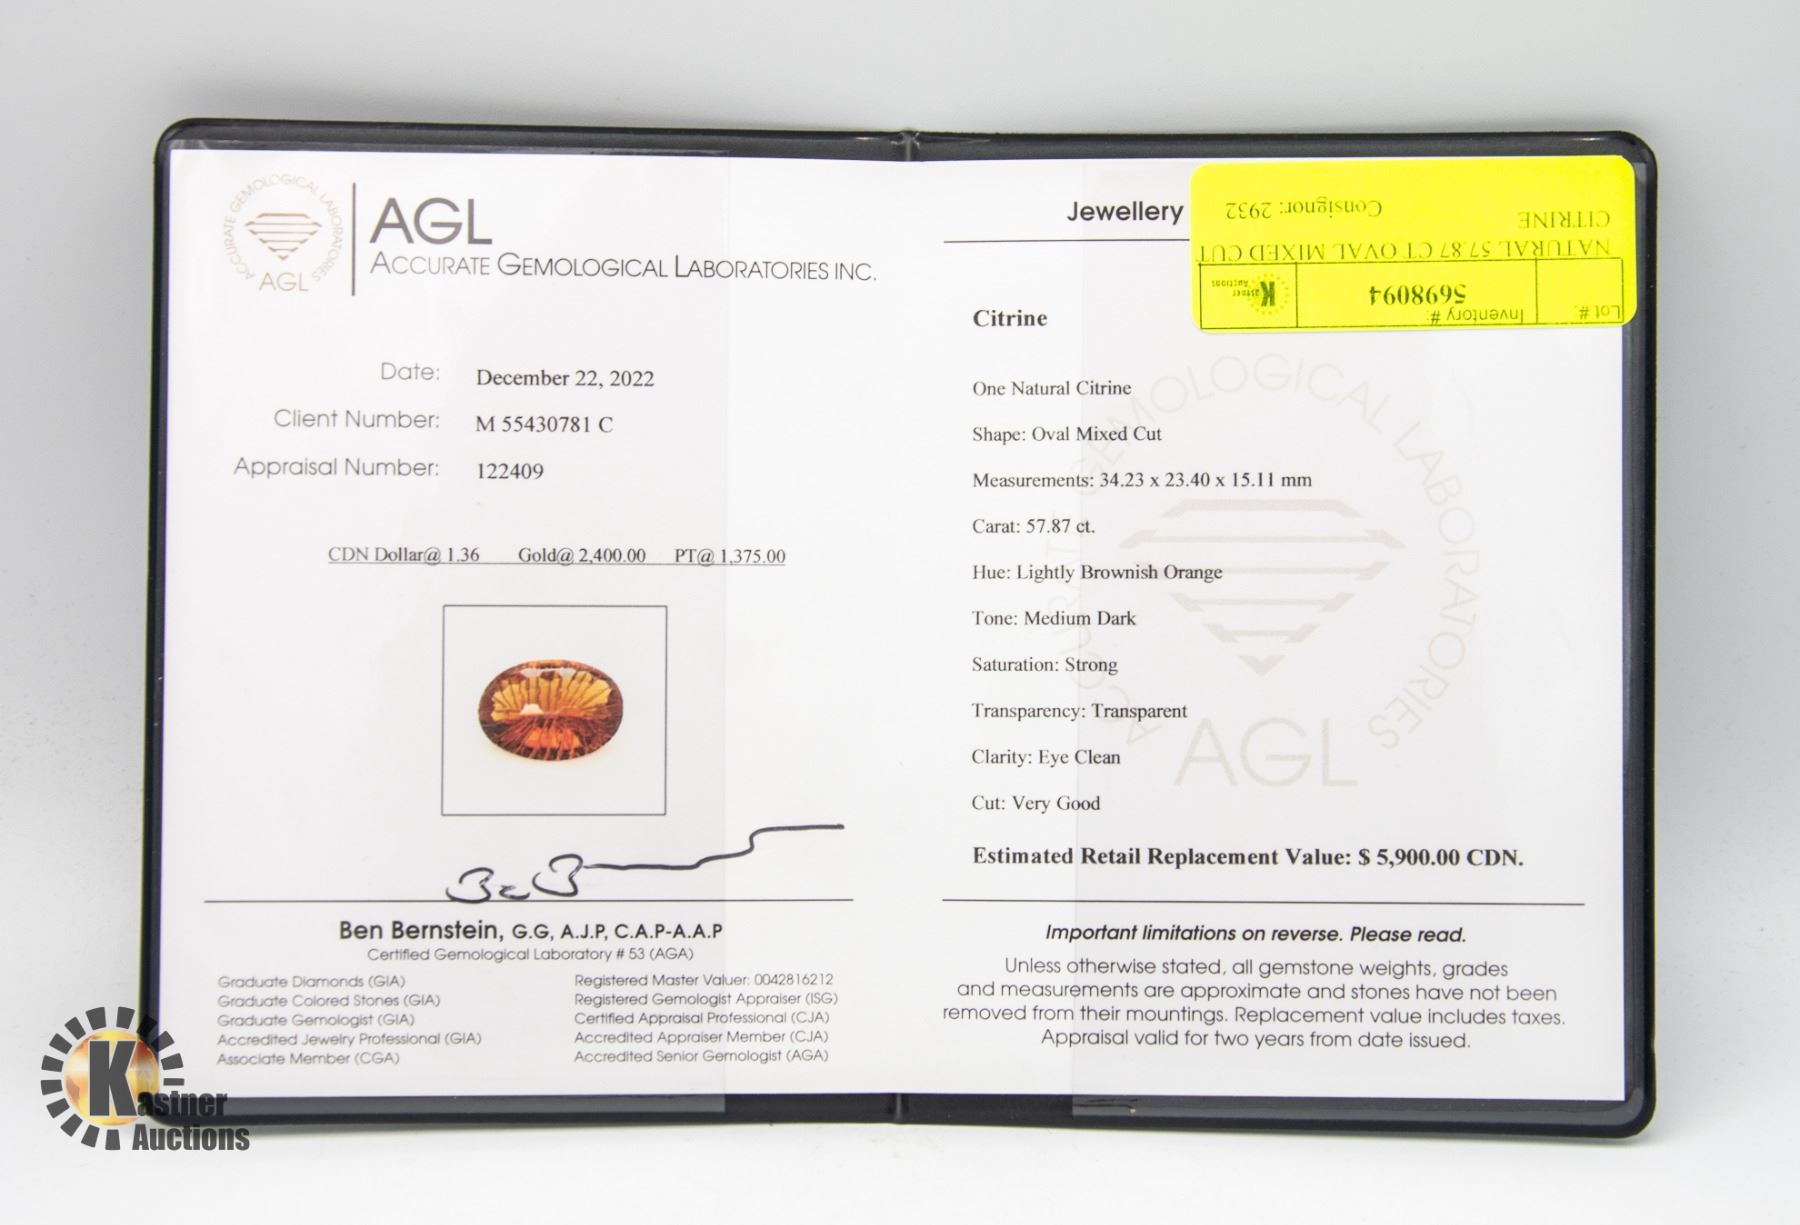 ACCURATE GEMOLOGICAL LABORATORIES
AGL
AGL
ACCURATE GEMOLOGICAL LABORATORIES INC.
Date: December 22, 2022
Client Number: M 55430781 C
Appraisal Number: 122409
CDN Dollar@ 1.36 Gold@ 2,400.00 PT@ 1,375.00
Ben Bernstein, G.G, A.J.P, C.A.P-A.A.P
Certified Gemological Laboratory # 53 (AGA)
Graduate Diamonds (GIA)
Graduate Colored Stones (GIA)
Graduate Gemologist (GIA)
Accredited Jewelry Professional (GIA)
Associate Member (CGA)
Registered Master Valuer: 0042816212
Registered Gemologist Appraiser (ISG)
Certified Appraisal Professional (CJA)
Accredited Appraiser Member (CJA)
Accredited Senior Gemologist (AGA)
Jewellery
Lot #: Inventory #:
5698094
Kastner
Auctions
NATURAL 57.87 CT OVAL MIXED CUT
CITRINE
Consignor: 2932
Citrine
One Natural Citrine
Shape: Oval Mixed Cut
Measurements: 34.23 x 23.40 x 15.11 mm
Carat: 57.87 ct.
Hue: Lightly Brownish Orange
Tone: Medium Dark
Saturation: Strong
Transparency: Transparent
Clarity: Eye Clean
Cut: Very Good
ACCURATE GEMOLOGICAL LABORATORIES
AGL
Estimated Retail Replacement Value: $ 5,900.00 CDN.
Important limitations on reverse. Please read.
Unless otherwise stated, all gemstone weights, grades
and measurements are approximate and stones have not been
removed from their mountings. Replacement value includes taxes.
Appraisal valid for two years from date issued.
Kastner
Auctions